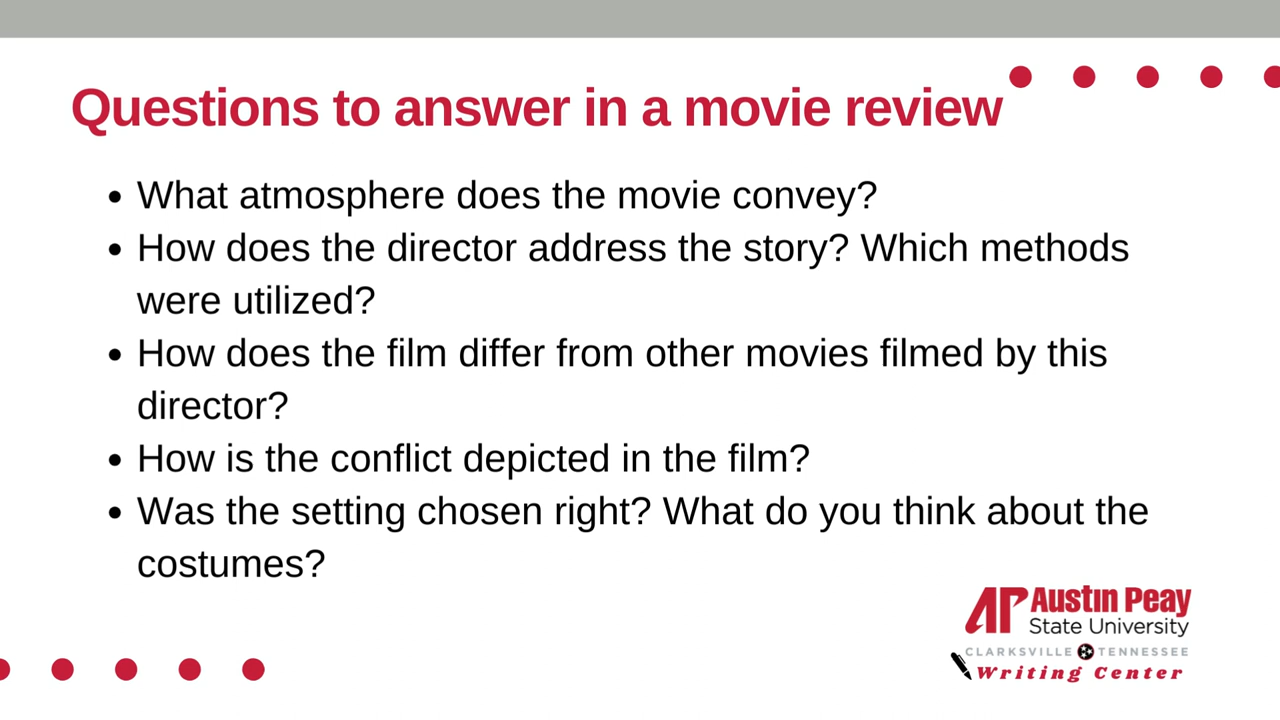 Questions to answer in a movie review
• What atmosphere does the movie convey?
• How does the director address the story? Which methods
were utilized?
• How does the film differ from other movies filmed by this
director?
• How is the conflict depicted in the film?
• Was the setting chosen right? What do you think about the
costumes?
AP Austin Peay
State University
CLARKSVILLE TENNESSEE
Writing Center